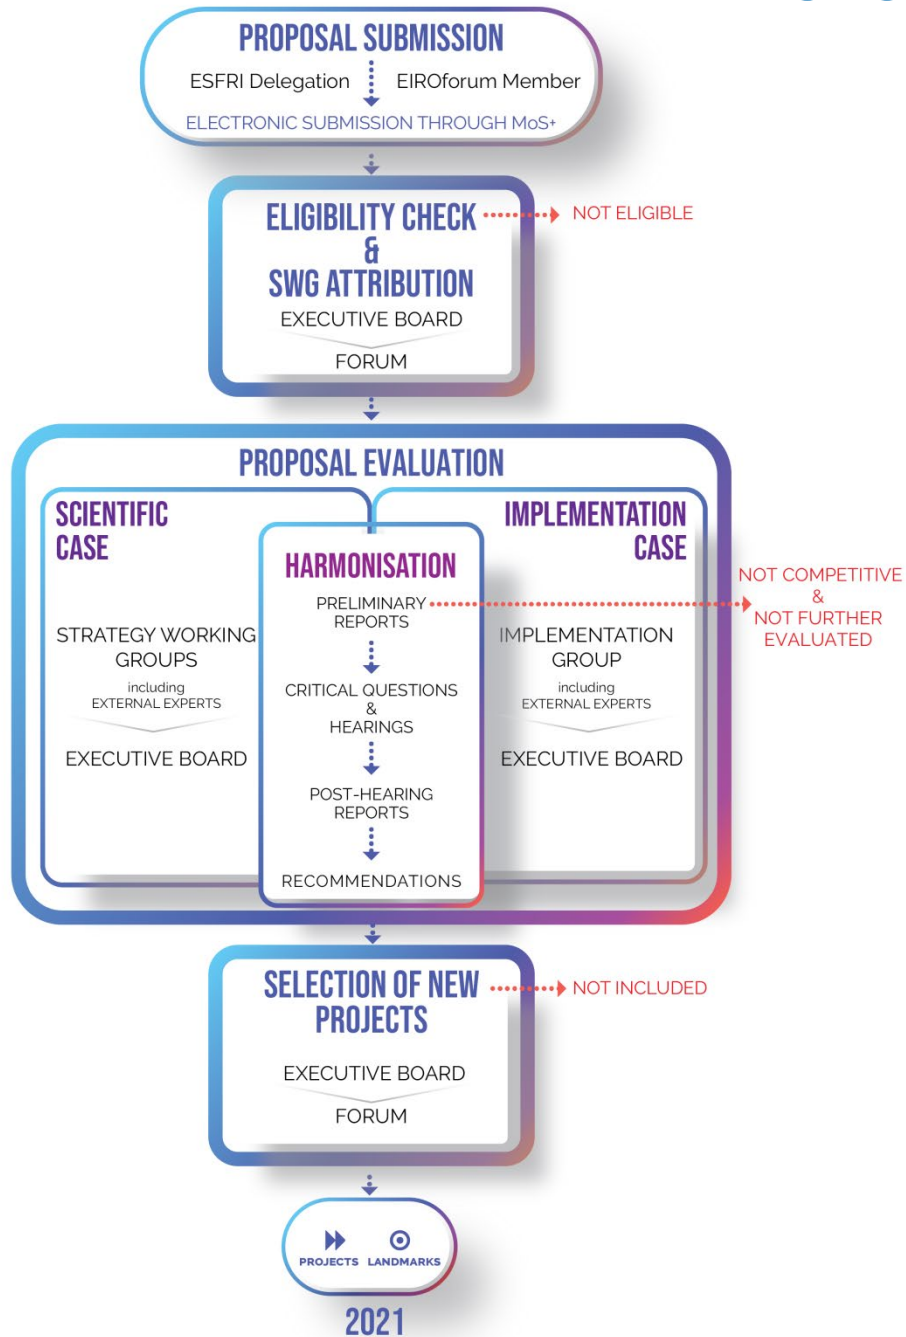 PROPOSAL SUBMISSION
ESFRI Delegation
EIROforum Member
ELECTRONIC SUBMISSION THROUGH MoS+
ELIGIBILITY CHECK
&
SWG ATTRIBUTION
EXECUTIVE BOARD
FORUM
NOT ELIGIBLE
PROPOSAL EVALUATION
SCIENTIFIC
CASE
STRATEGY WORKING
GROUPS
including
EXTERNAL EXPERTS
EXECUTIVE BOARD
HARMONISATION
PRELIMINARY
REPORTS
CRITICAL QUESTIONS
&
HEARINGS
POST-HEARING
REPORTS
RECOMMENDATIONS
IMPLEMENTATION
CASE
IMPLEMENTATION
GROUP
including
EXTERNAL EXPERTS
EXECUTIVE BOARD
NOT COMPETITIVE
&
NOT FURTHER
EVALUATED
SELECTION OF NEW
PROJECTS
EXECUTIVE BOARD
FORUM
NOT INCLUDED
PROJECTS
LANDMARKS
2021